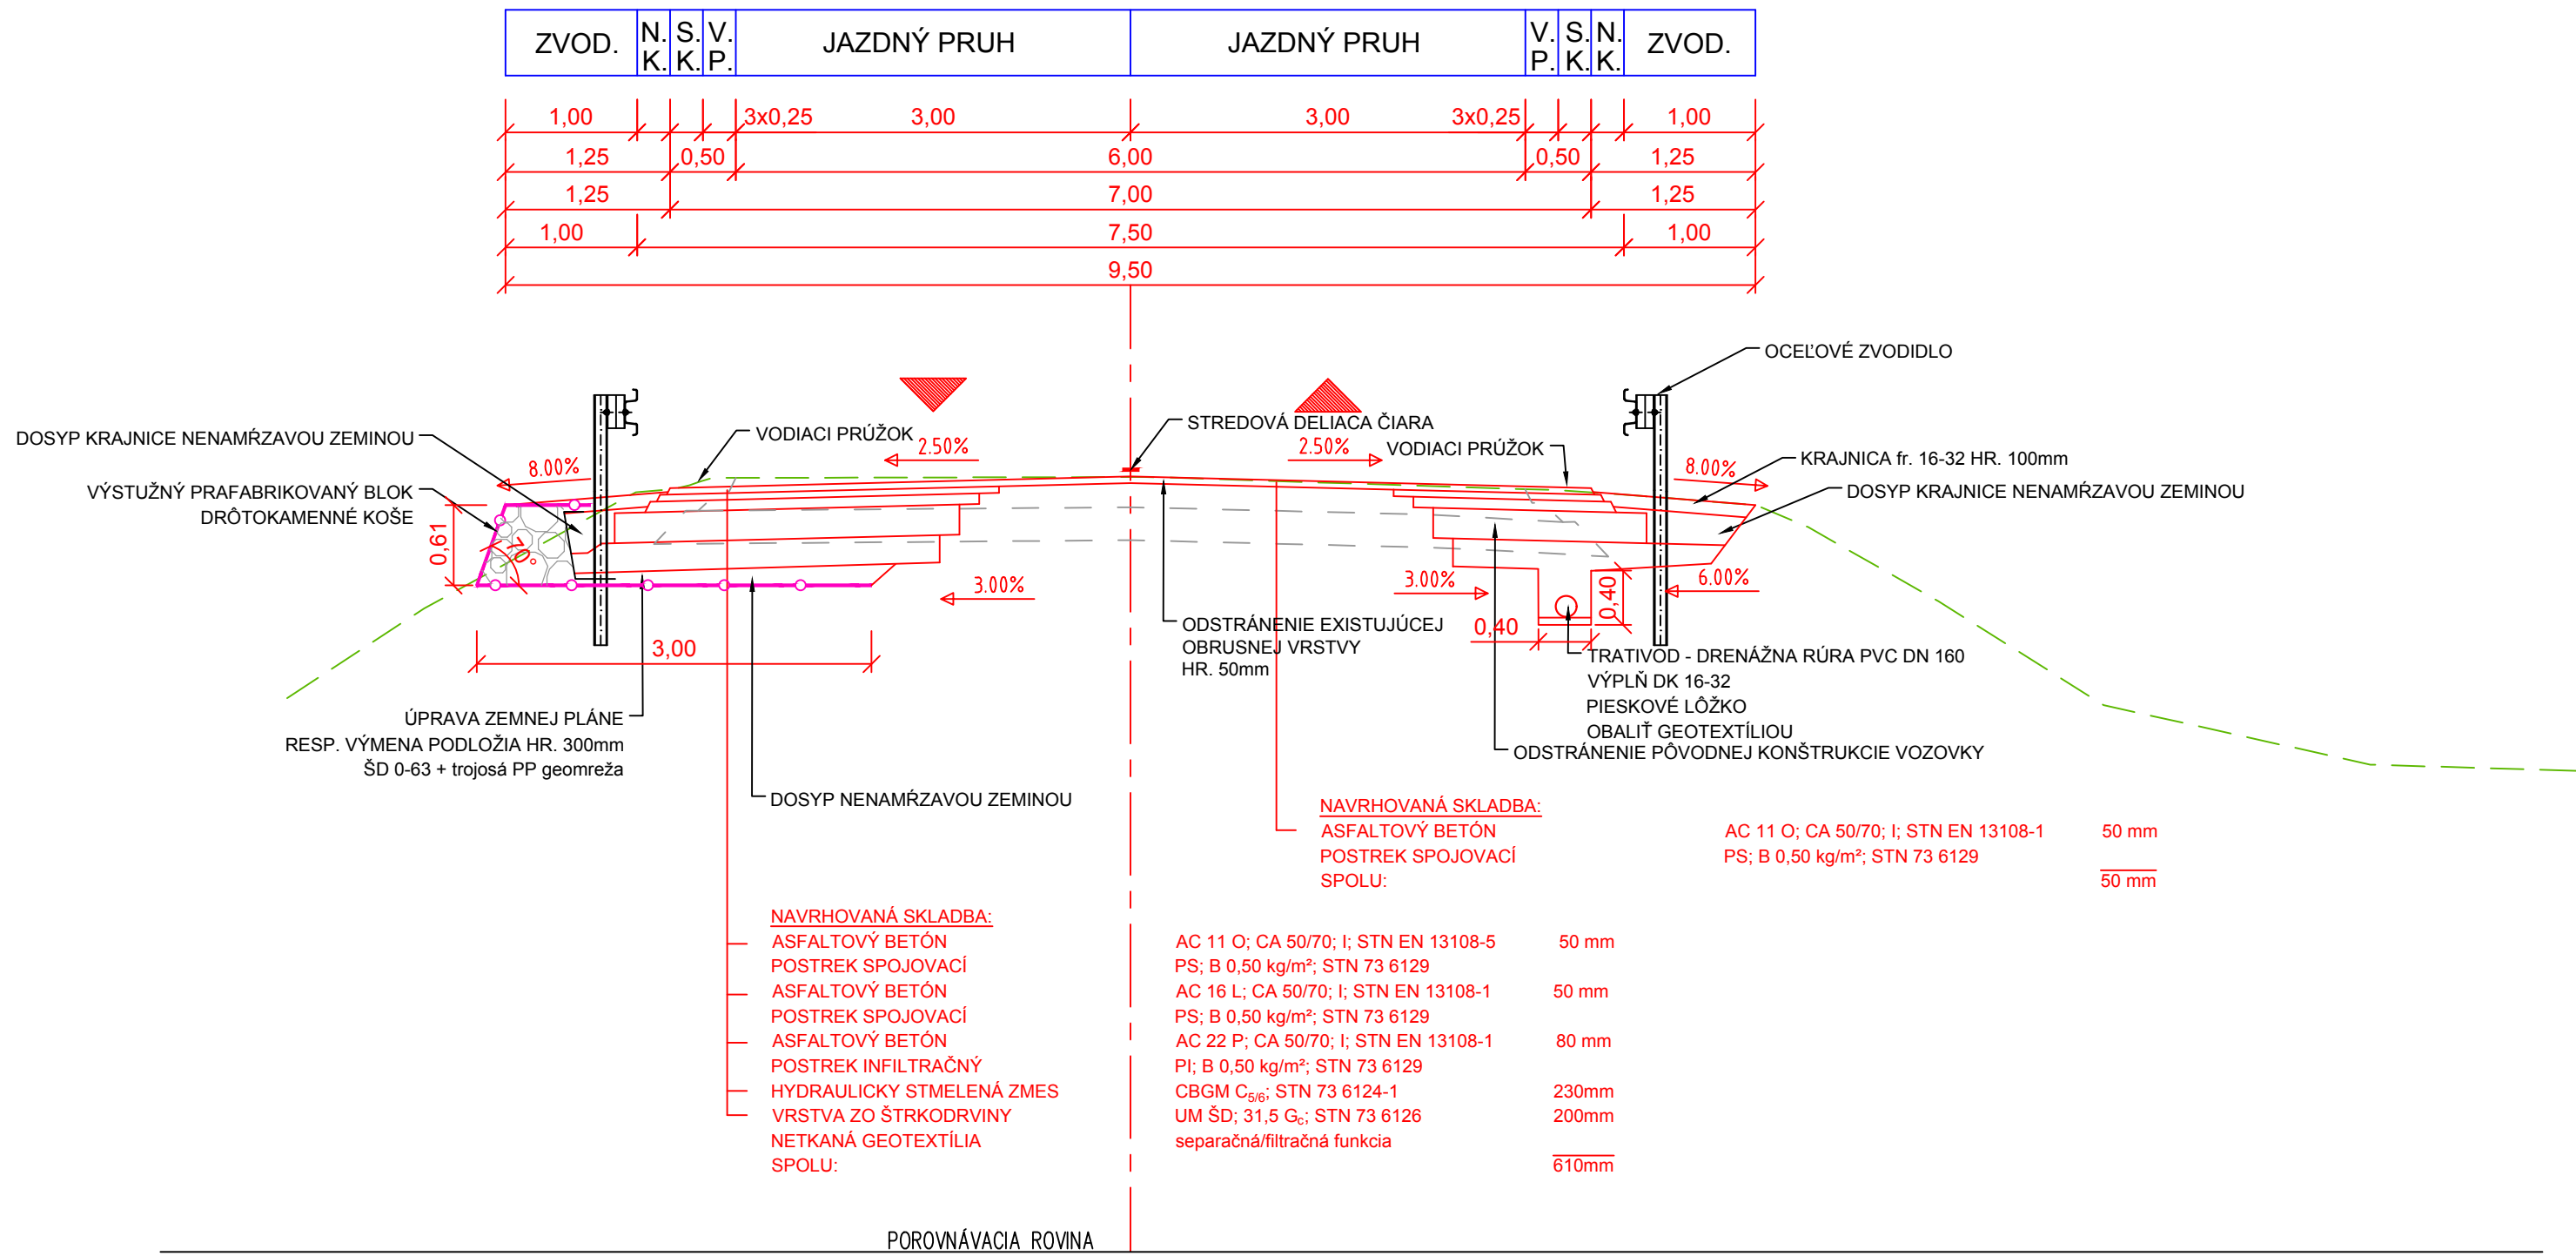 ZVOD.
N.
K.
S.
K.
V.
P.
JAZDNÝ PRUH
JAZDNÝ PRUH
V.
P.
S.
K.
N.
K.
ZVOD.
1,00
3x0,25
3,00
3,00
3x0,25
1,00
1,25
0,50
6,00
0,50
1,25
1,25
7,00
1,25
1,00
7,50
1,00
9,50
OCEĽOVÉ ZVODIDLO
DOSYP KRAJNICE NENAMŔZAVOU ZEMINOU
VODIACI PRÚŽOK
2.50%
STREDOVÁ DELIACA ČIARA
2.50%
VODIACI PRÚŽOK
8.00%
8.00%
KRAJNICA fr. 16-32 HR. 100mm
VÝSTUŽNÝ PRAFABRIKOVANÝ BLOK
DRÔTOKAMENNÉ KOŠE
DOSYP KRAJNICE NENAMŔZAVOU ZEMINOU
0,61
70°
3.00%
3.00%
0,40
6.00%
0,40
3,00
ODSTRÁNENIE EXISTUJÚCEJ
OBRUSNEJ VRSTVY
HR. 50mm
TRATIVOD - DRENÁŽNA RÚRA PVC DN 160
VÝPLŇ DK 16-32
PIESKOVÉ LÔŽKO
OBALIŤ GEOTEXTÍLIOU
ODSTRÁNENIE PÔVODNEJ KONŠTRUKCIE VOZOVKY
ÚPRAVA ZEMNEJ PLÁNE
RESP. VÝMENA PODLOŽIA HR. 300mm
ŠD 0-63 + trojosá PP geomreža
DOSYP NENAMŔZAVOU ZEMINOU
NAVRHOVANÁ SKLADBA:
ASFALTOVÝ BETÓN AC 11 O; CA 50/70; I; STN EN 13108-1 50 mm
POSTREK SPOJOVACÍ PS; B 0,50 kg/m²; STN 73 6129
SPOLU: 50 mm
NAVRHOVANÁ SKLADBA:
ASFALTOVÝ BETÓN AC 11 O; CA 50/70; I; STN EN 13108-5 50 mm
POSTREK SPOJOVACÍ PS; B 0,50 kg/m²; STN 73 6129
ASFALTOVÝ BETÓN AC 16 L; CA 50/70; I; STN EN 13108-1 50 mm
POSTREK SPOJOVACÍ PS; B 0,50 kg/m²; STN 73 6129
ASFALTOVÝ BETÓN AC 22 P; CA 50/70; I; STN EN 13108-1 80 mm
POSTREK INFILTRAČNÝ PI; B 0,50 kg/m²; STN 73 6129
HYDRAULICKY STMELENÁ ZMES CBGM C5/6; STN 73 6124-1 230mm
VRSTVA ZO ŠTRKODRVINY UM ŠD; 31,5 Gc; STN 73 6126 200mm
NETKANÁ GEOTEXTÍLIA separačná/filtračná funkcia
SPOLU: 610mm
POROVNÁVACIA ROVINA